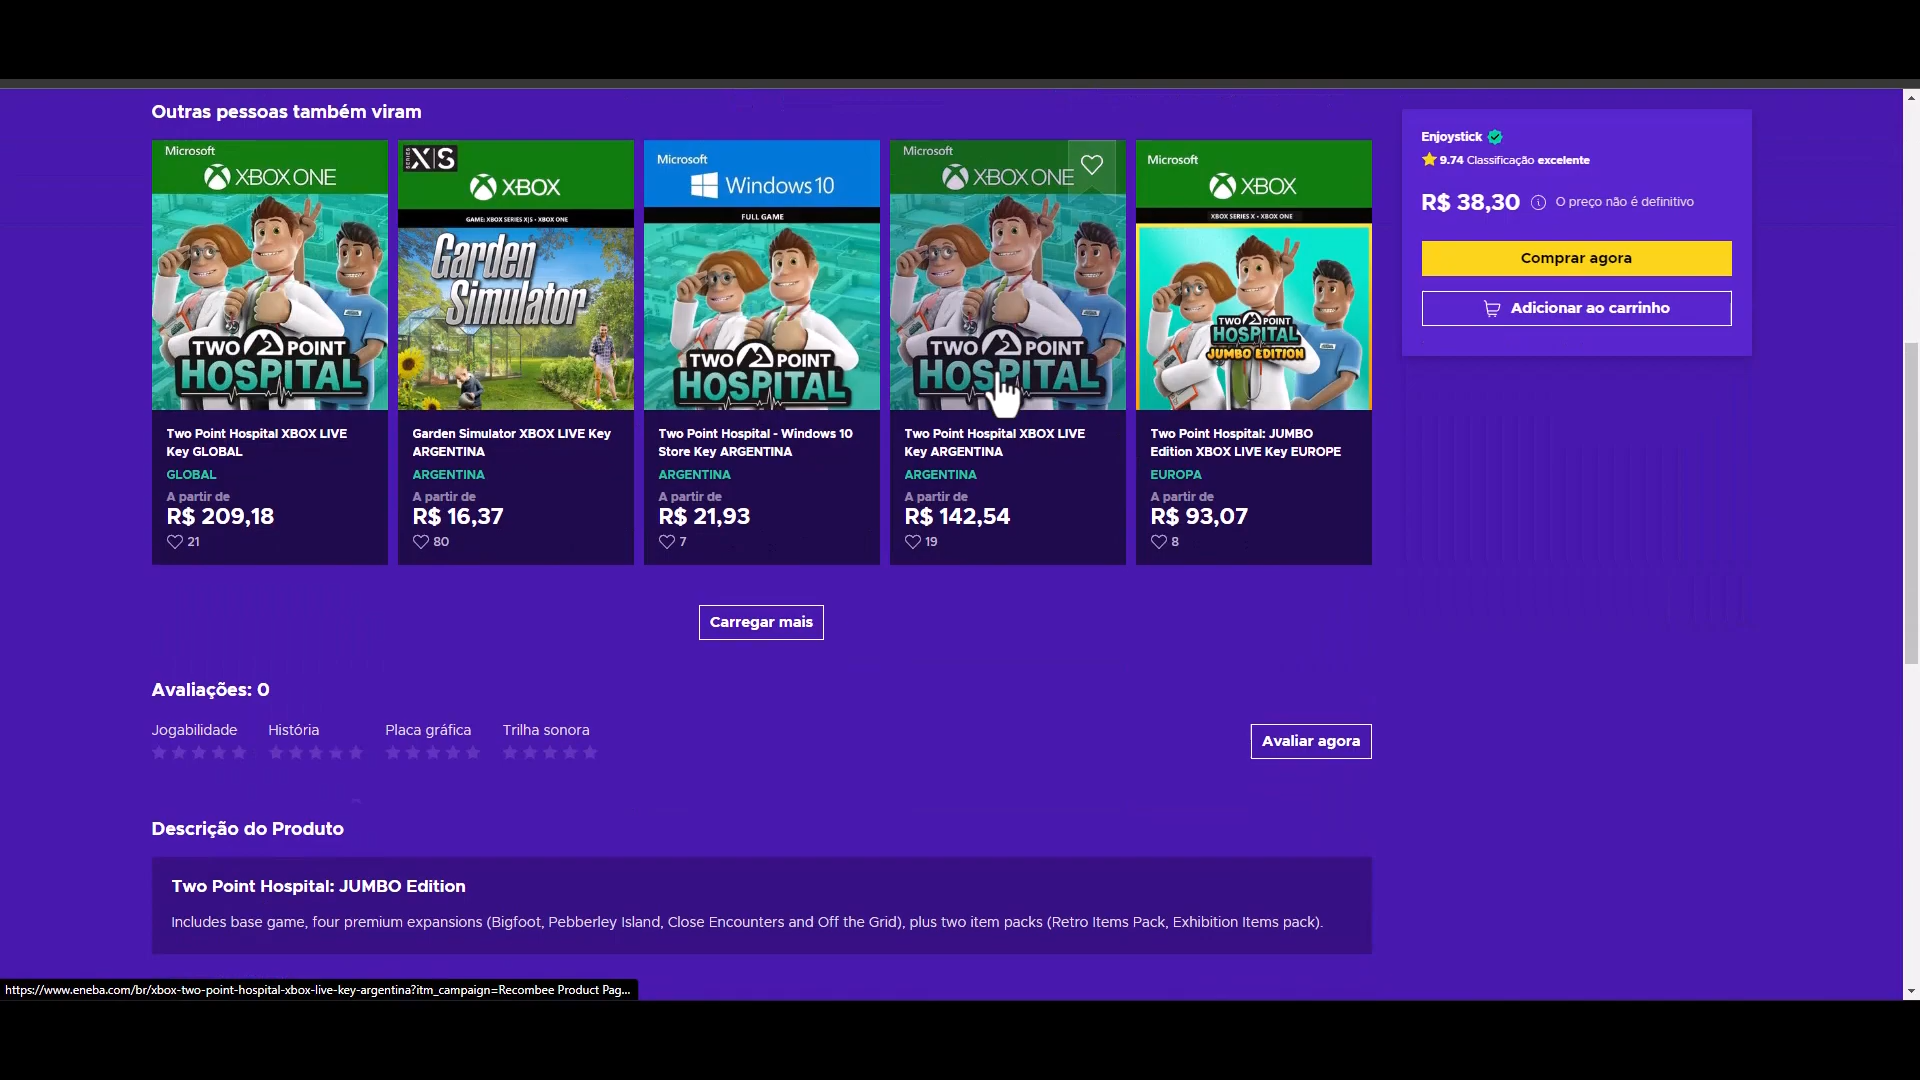 Outras pessoas também viram
Microsoft
XBOX ONE
TWO POINT
HOSPITAL
Two Point Hospital XBOX LIVE
Key GLOBAL
GLOBAL
A partir de
R$ 209,18
21
SERIES X|S
XBOX
GAME: XBOX SERIES X|S • XBOX ONE
Garden
Simulator
Garden Simulator XBOX LIVE Key
ARGENTINA
ARGENTINA
A partir de
R$ 16,37
80
Microsoft
Windows 10
FULL GAME
TWO POINT
HOSPITAL
Two Point Hospital - Windows 10
Store Key ARGENTINA
ARGENTINA
A partir de
R$ 21,93
7
Microsoft
XBOX ONE
TWO POINT
HOSPITAL
Two Point Hospital XBOX LIVE
Key ARGENTINA
ARGENTINA
A partir de
R$ 142,54
19
Microsoft
XBOX
XBOX SERIES X • XBOX ONE
TWO POINT
HOSPITAL
JUMBO EDITION
Two Point Hospital: JUMBO
Edition XBOX LIVE Key EUROPE
EUROPA
A partir de
R$ 93,07
8
Enjoystick
9.74 Classificação excelente
R$ 38,30 O preço não é definitivo
Comprar agora
Adicionar ao carrinho
Carregar mais
Avaliações: 0
Jogabilidade História Placa gráfica Trilha sonora
Avaliar agora
Descrição do Produto
Two Point Hospital: JUMBO Edition
Includes base game, four premium expansions (Bigfoot, Pebberley Island, Close Encounters and Off the Grid), plus two item packs (Retro Items Pack, Exhibition Items pack).
https://www.eneba.com/br/xbox-two-point-hospital-xbox-live-key-argentina?itm_campaign=Recombee Product Pag...